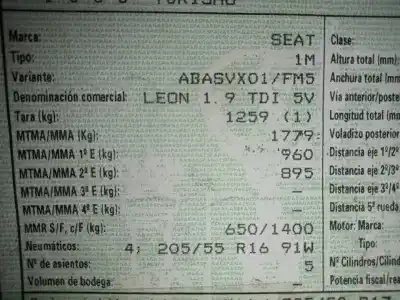 TURISMO
Marca: SEAT Clase:
Tipo: 1M Altura total (mm):
Variante: ABASVX01/FM5 Anchura total (mm):
Denominación comercial: LEON 1.9 TDI 5V Vía anterior/poste
Tara (kg): 1259 (1) Longitud total (mm
MTMA/MMA (Kg): 1779 Voladizo posterior
MTMA/MMA 1º E (kg): 960 Distancia eje 1º/2º
MTMA/MMA 2º E (kg): 895 Distancia eje 2º/3º
MTMA/MMA 3º E (kg): — Distancia eje 3º/4º
MTMA/MMA 4º E (kg): — Distancia 5ª rueda
MMR S/F, c/F (kg): 650/1400 Motor: Marca:
Neumáticos: 4; 205/55 R16 91W Tipo:
Nº de asientos: 5 Nº Cilindros/Cilin
Volumen de bodega: — Potencia fiscal/rea